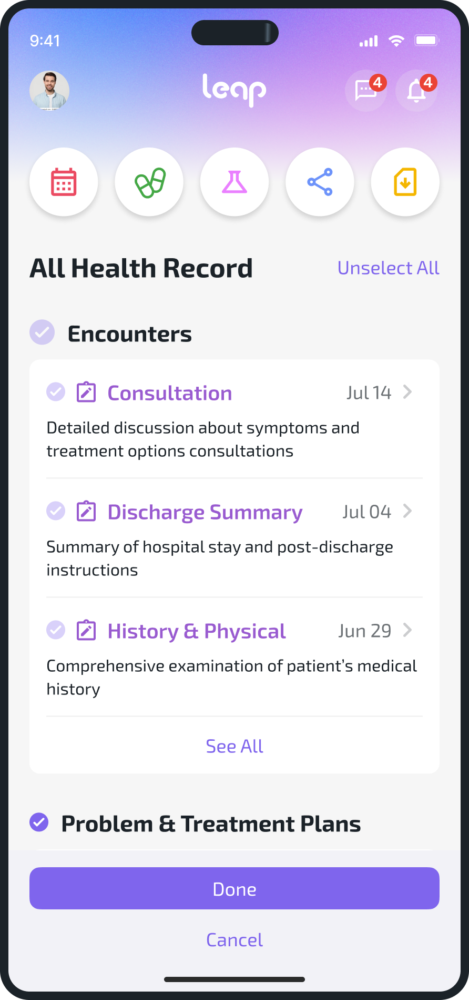 9:41
leap
4
4
All Health Record
Unselect All
Encounters
Consultation
Jul 14
Detailed discussion about symptoms and
treatment options consultations
Discharge Summary
Jul 04
Summary of hospital stay and post-discharge
instructions
History & Physical
Jun 29
Comprehensive examination of patient’s medical
history
See All
Problem & Treatment Plans
Done
Cancel